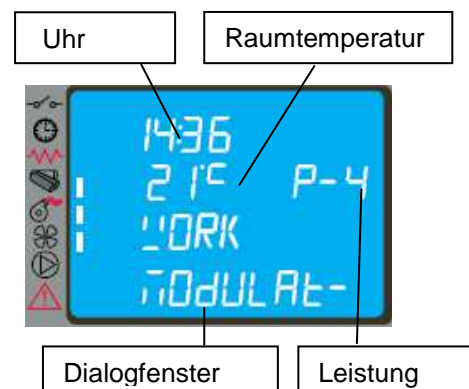 Uhr
Raumtemperatur
14:36
21°C P-4
WORK
MOdULAt-
Dialogfenster
Leistung